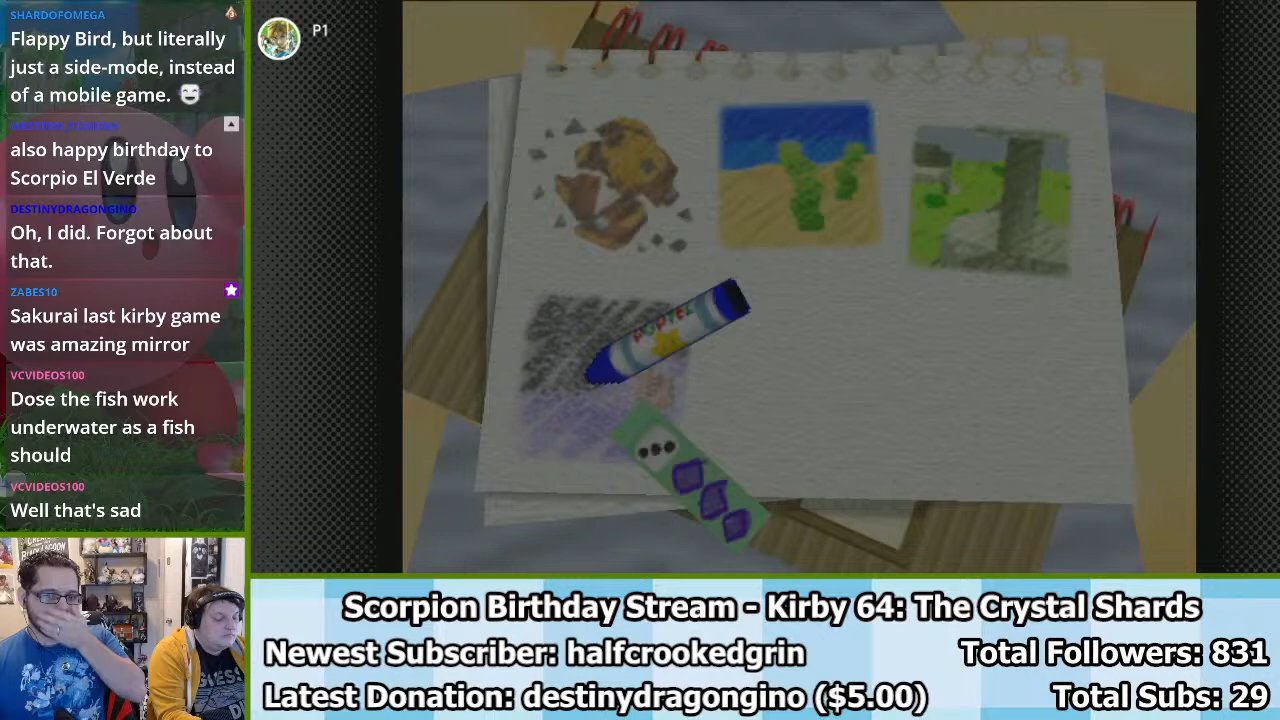 SHARDOFOMEGA
Flappy Bird, but literally
just a side-mode, instead
of a mobile game.
also happy birthday to
Scorpio El Verde
DESTINYDRAGONGINO
Oh, I did. Forgot about
that.
ZABES10
Sakurai last kirby game
was amazing mirror
VCVIDEOS100
Dose the fish work
underwater as a fish
should
VCVIDEOS100
Well that's sad
P1
Scorpion Birthday Stream - Kirby 64: The Crystal Shards
Newest Subscriber: halfcrookedgrin
Total Followers: 831
Latest Donation: destinydragongino ($5.00)
Total Subs: 29